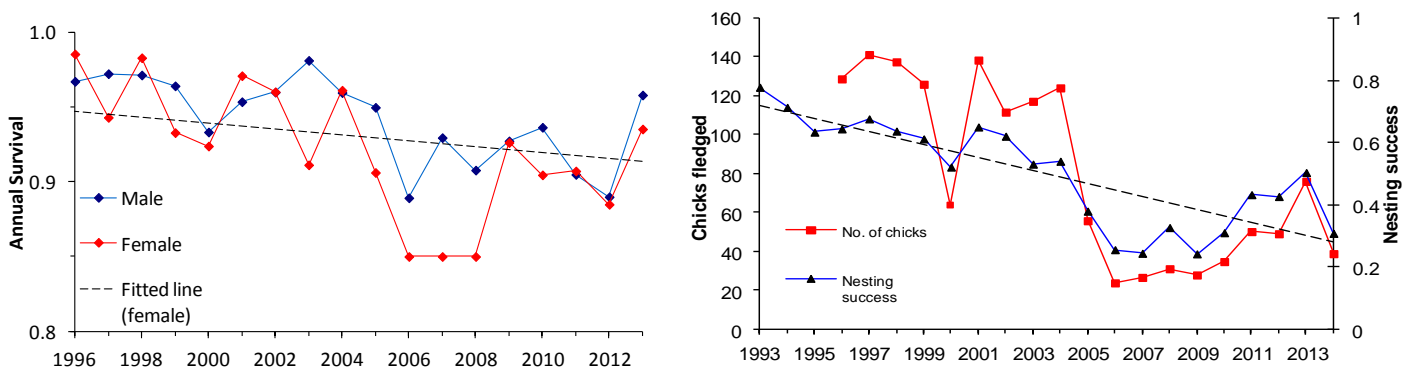 1.0
0.9
0.8
Annual Survival
Male
Female
Fitted line
(female)
1996 1998 2000 2002 2004 2006 2008 2010 2012
160
140
120
100
80
60
40
20
0
Chicks fledged
No. of chicks
Nesting
success
1
0.8
0.6
0.4
0.2
0
Nesting success
1993 1995 1997 1999 2001 2003 2005 2007 2009 2011 2013